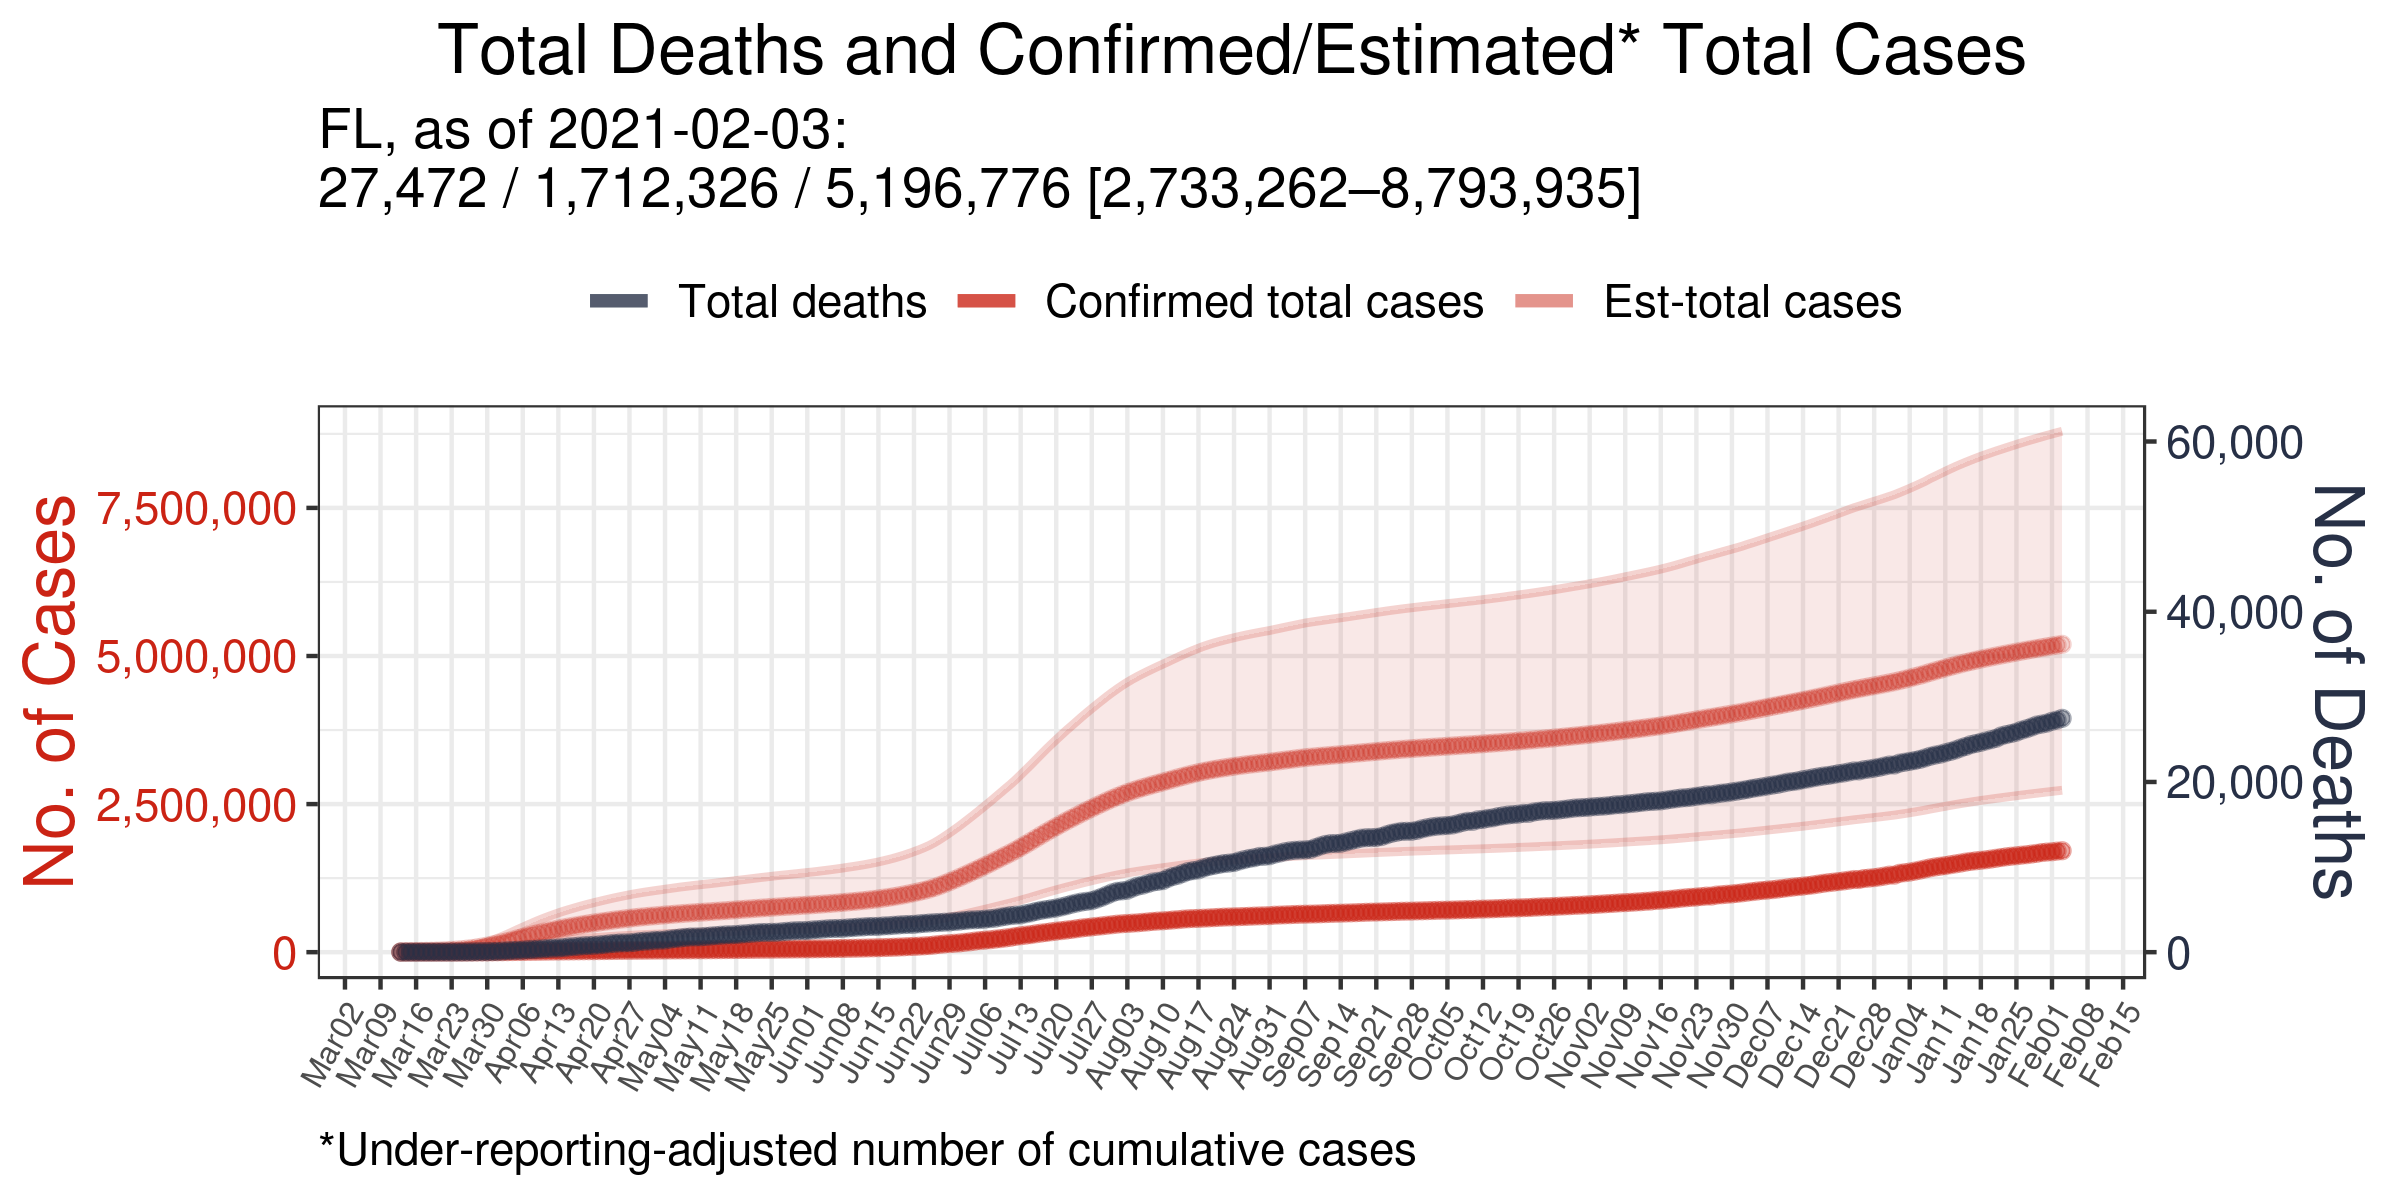 Total Deaths and Confirmed/Estimated* Total Cases
FL, as of 2021-02-03:
27,472 / 1,712,326 / 5,196,776 [2,733,262–8,793,935]
Total deaths
Confirmed total cases
Est-total cases
No. of Cases
7,500,000
5,000,000
2,500,000
0
60,000
40,000
20,000
0
No. of Deaths
Mar02
Mar09
Mar16
Mar23
Mar30
Apr06
Apr13
Apr20
Apr27
May04
May11
May18
May25
Jun01
Jun08
Jun15
Jun22
Jun29
Jul06
Jul13
Jul20
Jul27
Aug03
Aug10
Aug17
Aug24
Aug31
Sep07
Sep14
Sep21
Sep28
Oct05
Oct12
Oct19
Oct26
Nov02
Nov09
Nov16
Nov23
Nov30
Dec07
Dec14
Dec21
Dec28
Jan04
Jan11
Jan18
Jan25
Feb01
Feb08
Feb15
*Under-reporting-adjusted number of cumulative cases